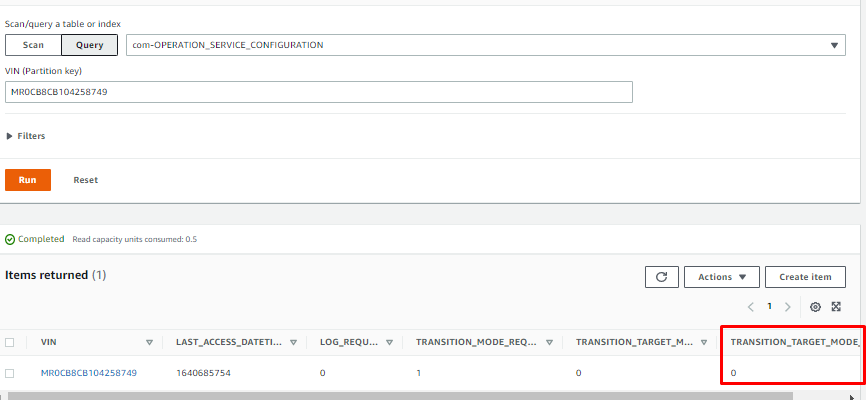 Scan/query a table or index
Scan Query com-OPERATION_SERVICE_CONFIGURATION
VIN (Partition key)
MR0CB8CB104258749
Filters
Run Reset
Completed Read capacity units consumed: 0.5
Items returned (1)
Actions Create item
1
VIN LAST_ACCESS_DATETI... LOG_REQU... TRANSITION_MODE_REQ... TRANSITION_TARGET_M... TRANSITION_TARGET_MODE_
MR0CB8CB104258749 1640685754 0 1 0 0